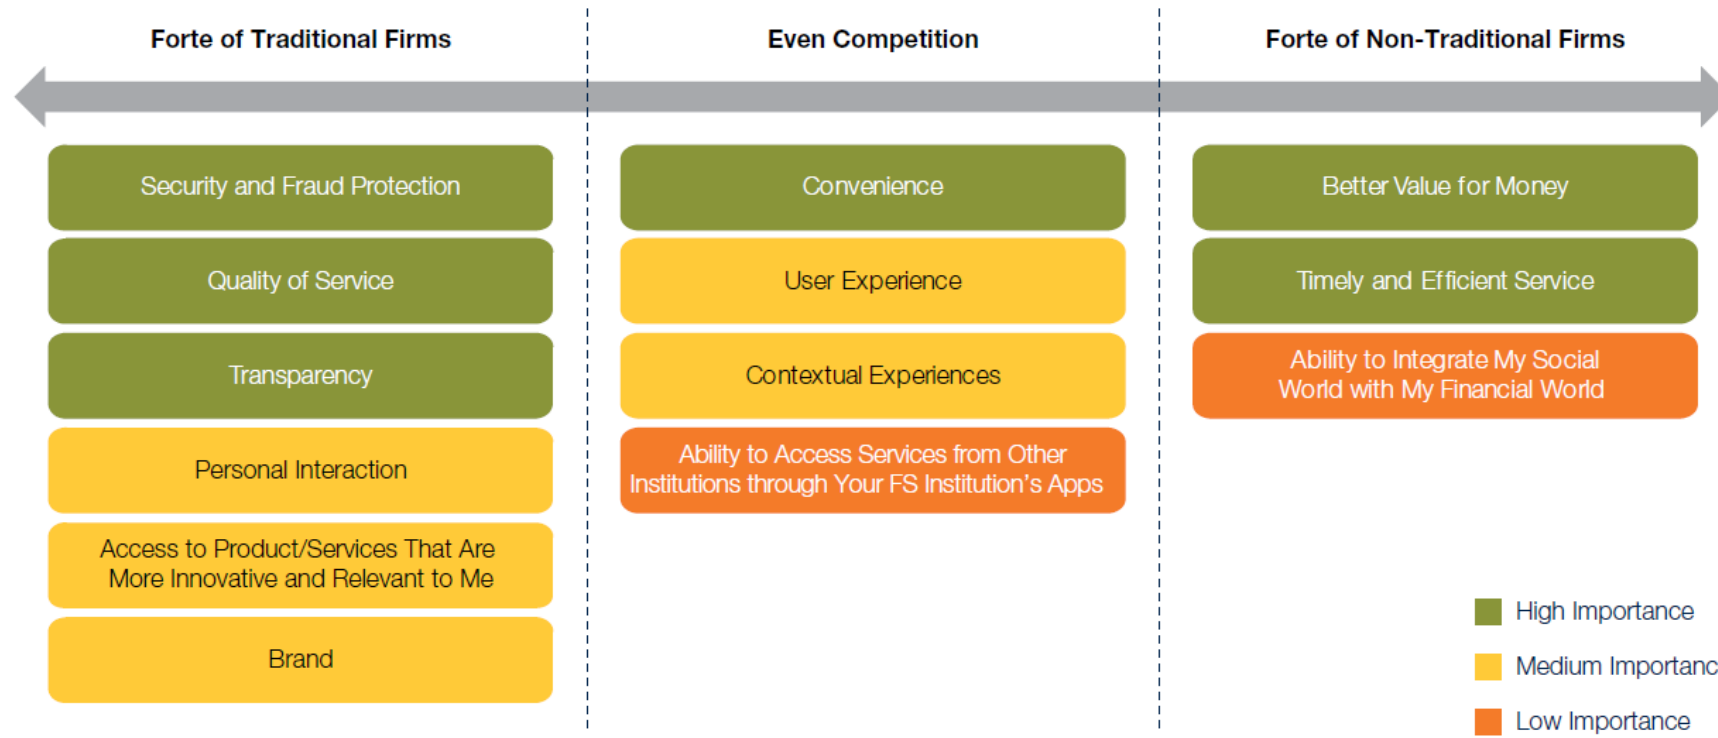 Forte of Traditional Firms
Even Competition
Forte of Non-Traditional Firms
Security and Fraud Protection
Quality of Service
Transparency
Personal Interaction
Access to Product/Services That Are
More Innovative and Relevant to Me
Brand
Convenience
User Experience
Contextual Experiences
Ability to Access Services from Other
Institutions through Your FS Institution's Apps
Better Value for Money
Timely and Efficient Service
Ability to Integrate My Social
World with My Financial World
High Importance
Medium Importanc
Low Importance